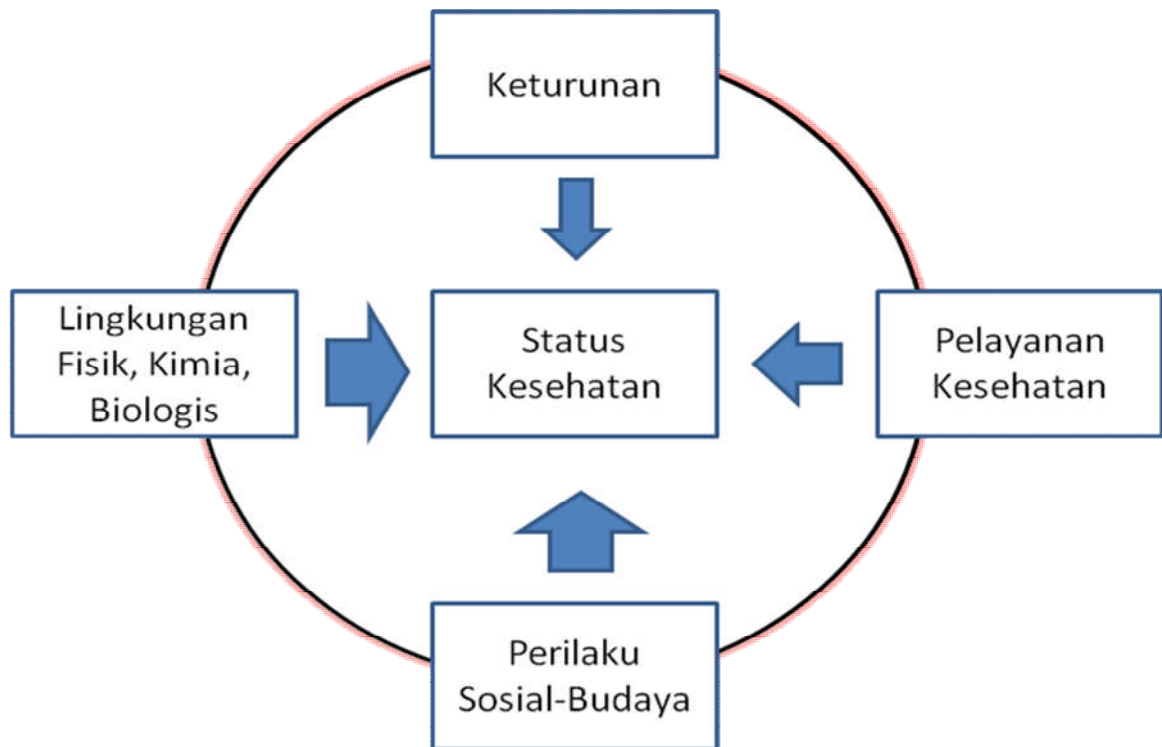 Keturunan
Lingkungan
Fisik, Kimia,
Biologis
Status
Kesehatan
Pelayanan
Kesehatan
Perilaku
Sosial-Budaya